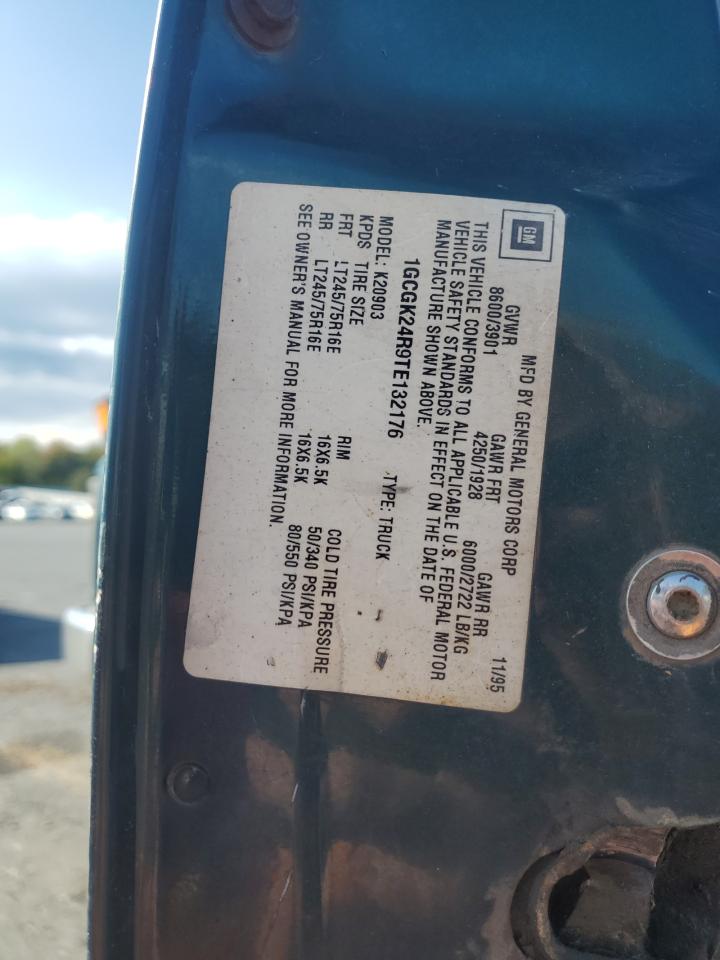 GM
MFD BY GENERAL MOTORS CORP 11/95
GVWR GAWR FRT GAWR RR
8600/3901 4250/1928 6000/2722 LB/KG
THIS VEHICLE CONFORMS TO ALL APPLICABLE U.S. FEDERAL MOTOR
VEHICLE SAFETY STANDARDS IN EFFECT ON THE DATE OF
MANUFACTURE SHOWN ABOVE.
1GCGK24R9TE132176 TYPE: TRUCK
MODEL: K20903
KPDS TIRE SIZE RIM COLD TIRE PRESSURE
FRT LT245/75R16E 16X6.5K 50/340 PSI/KPA
RR LT245/75R16E 16X6.5K 80/550 PSI/KPA
SEE OWNER'S MANUAL FOR MORE INFORMATION.